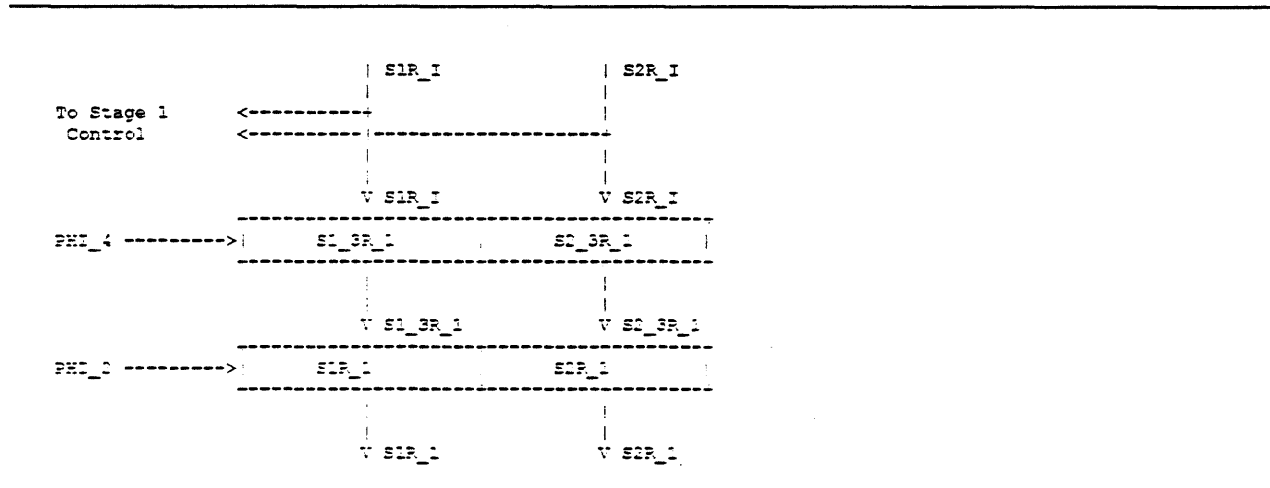 | S1R_I | S2R_I
To Stage 1 <-----------+ |
Control <-----------|--------------------+
V S1R_I V S2R_I
PHI_4 --------->| S1_3R_1 | S2_3R_1 |
V S1_3R_1 V S2_3R_1
PHI_2 --------->| S1R_1 | S2R_1 |
V S1R_1 V S2R_1